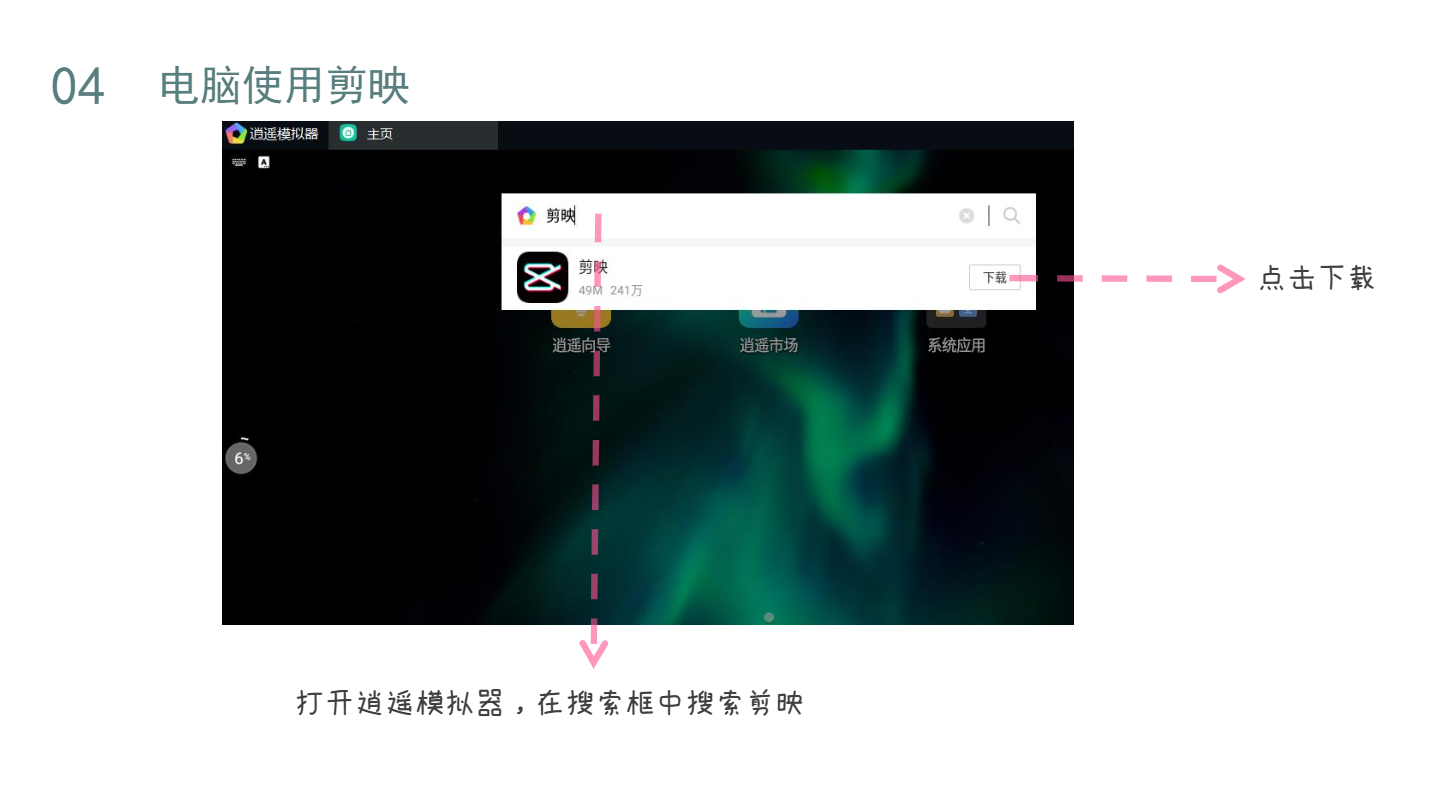 04 电脑使用剪映
逍遥模拟器 主页
A
剪映
剪映
49M 241万
下载
点击下载
逍遥向导 逍遥市场 系统应用
6%
打开逍遥模拟器，在搜索框中搜索剪映